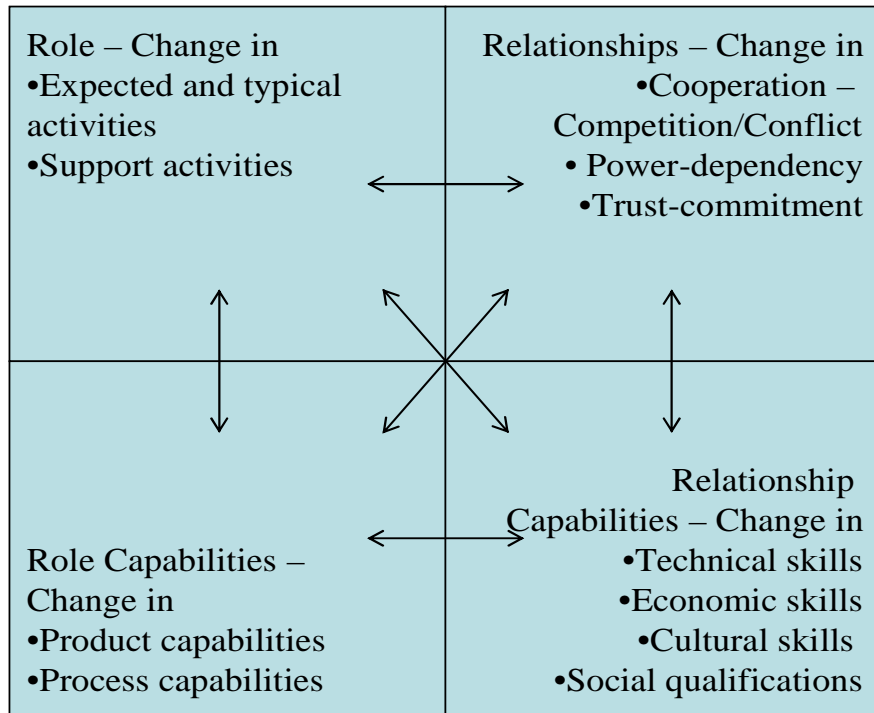 Role – Change in
•Expected and typical
activities
•Support activities
Relationships – Change in
•Cooperation –
Competition/Conflict
• Power-dependency
•Trust-commitment
Role Capabilities –
Change in
•Product capabilities
•Process capabilities
Relationship
Capabilities – Change in
•Technical skills
•Economic skills
•Cultural skills
•Social qualifications